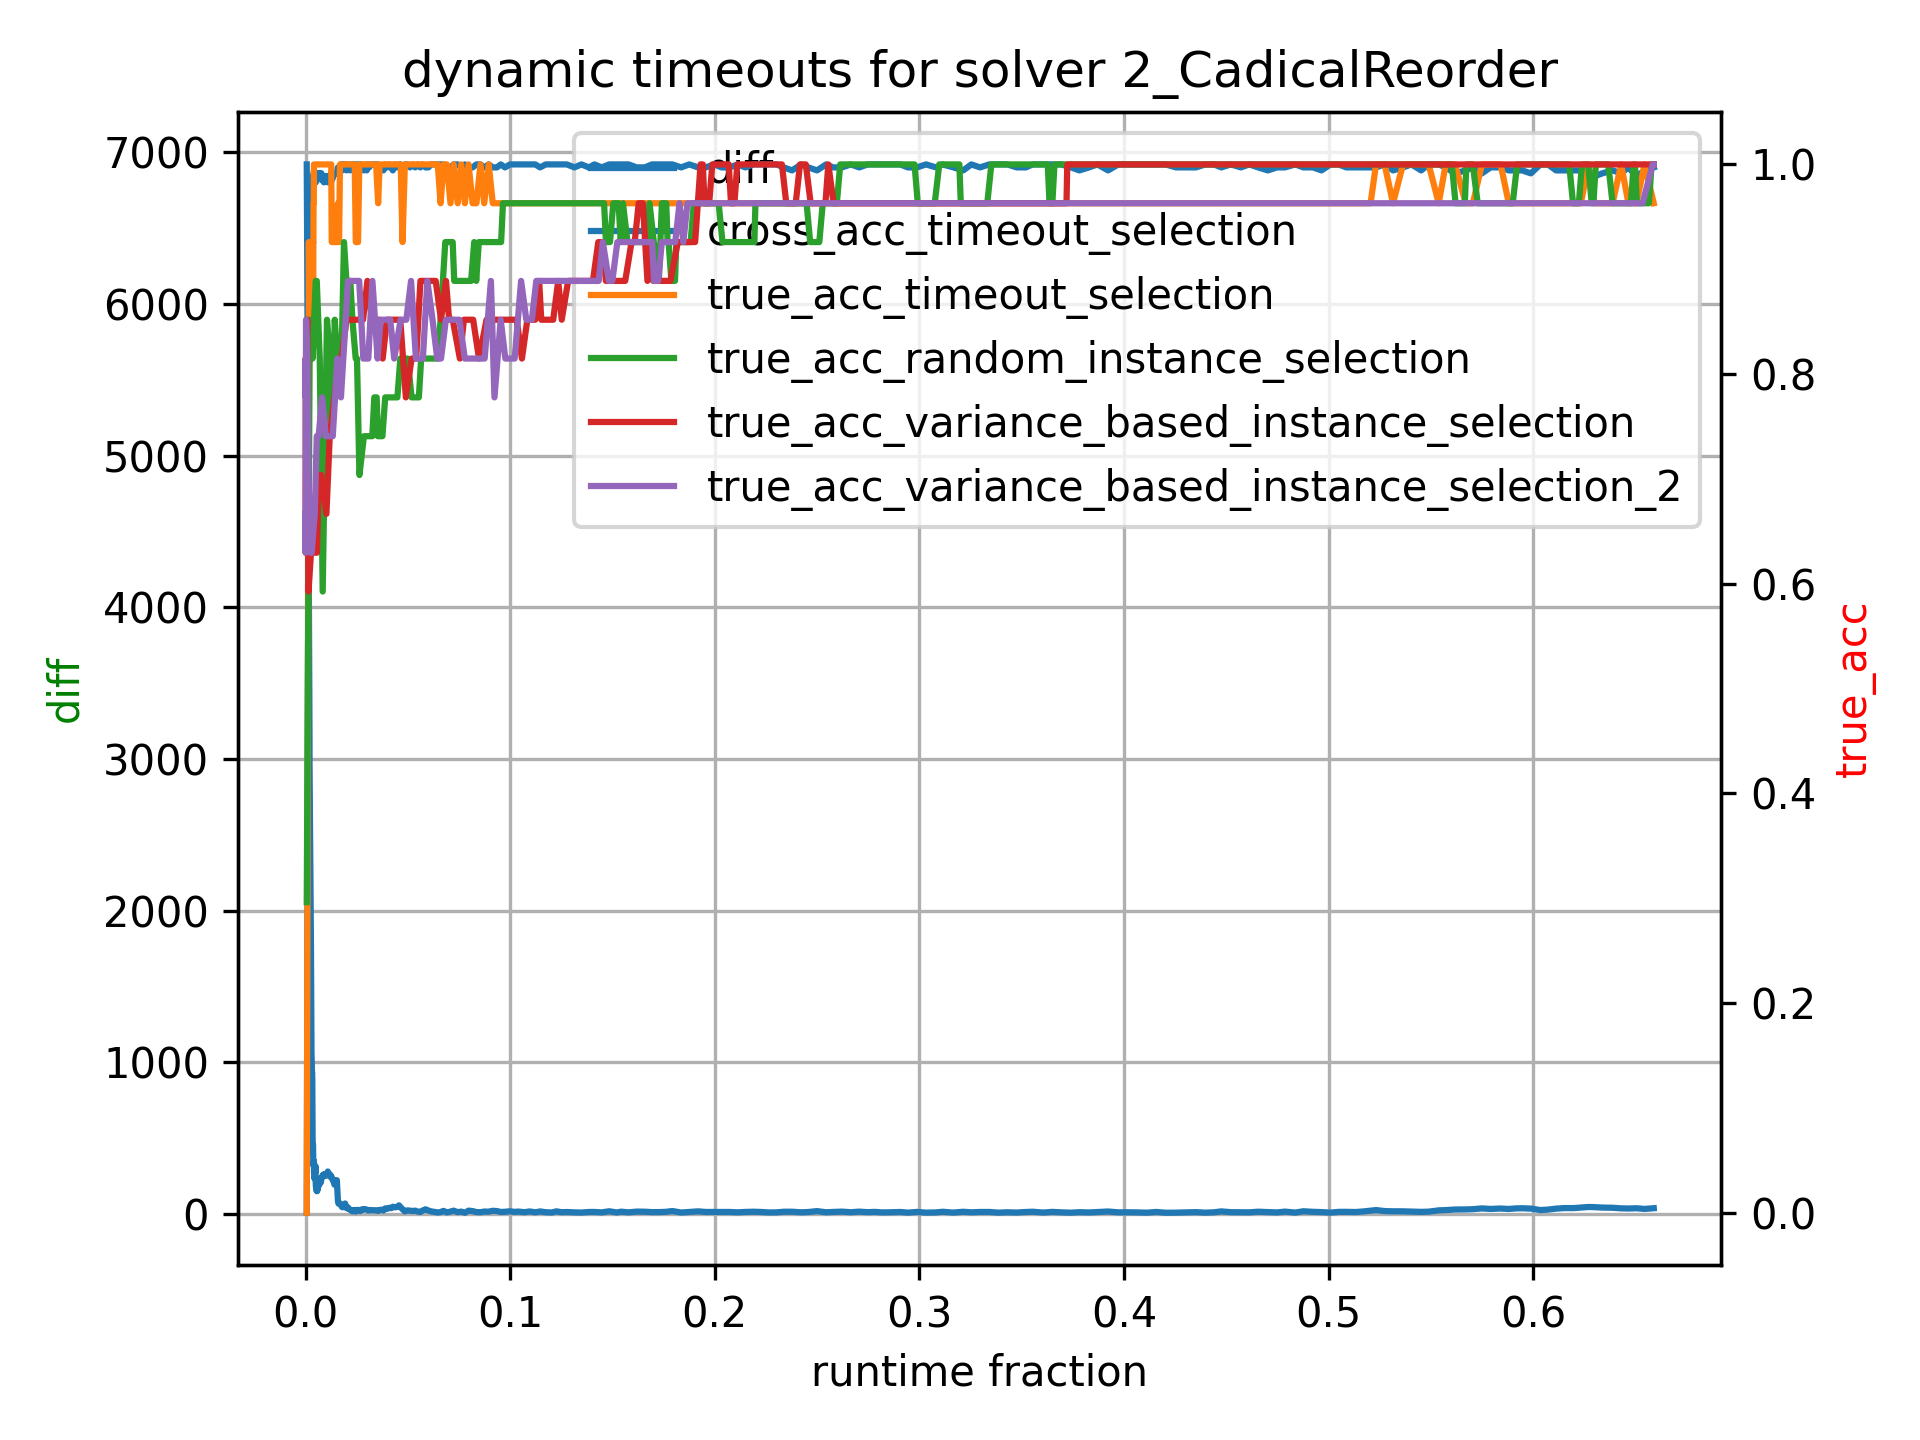 dynamic timeouts for solver 2_CadicalReorder
7000
6000
5000
4000
3000
2000
1000
0
diff
diff
cross_acc_timeout_selection
true_acc_timeout_selection
true_acc_random_instance_selection
true_acc_variance_based_instance_selection
true_acc_variance_based_instance_selection_2
1.0
0.8
0.6
0.4
0.2
0.0
true_acc
0.0 0.1 0.2 0.3 0.4 0.5 0.6
runtime fraction